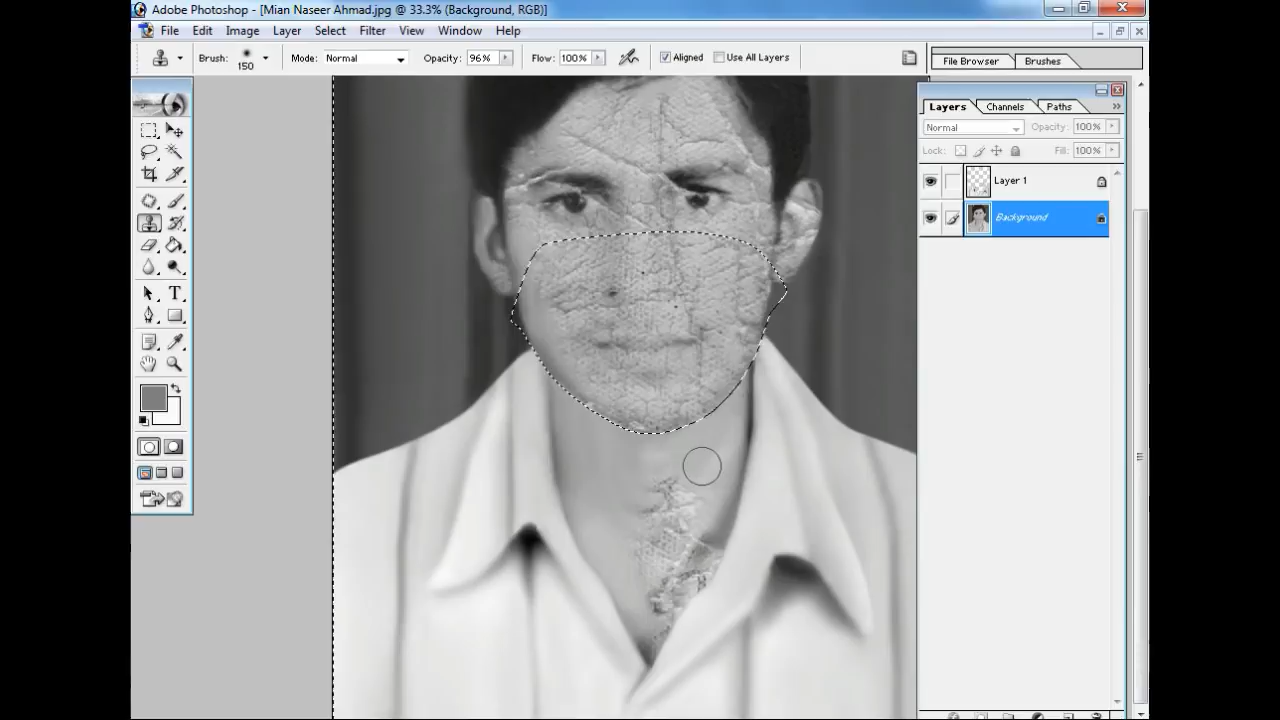 Adobe Photoshop - [Mian Naseer Ahmad.jpg @ 33.3% (Background, RGB)]
File Edit Image Layer Select Filter View Window Help
Brush: 150 Mode: Normal Opacity: 96% Flow: 100% Aligned Use All Layers File Browser Brushes
Layers Channels Paths
Normal Opacity: 100%
Lock: Fill: 100%
Layer 1
Background